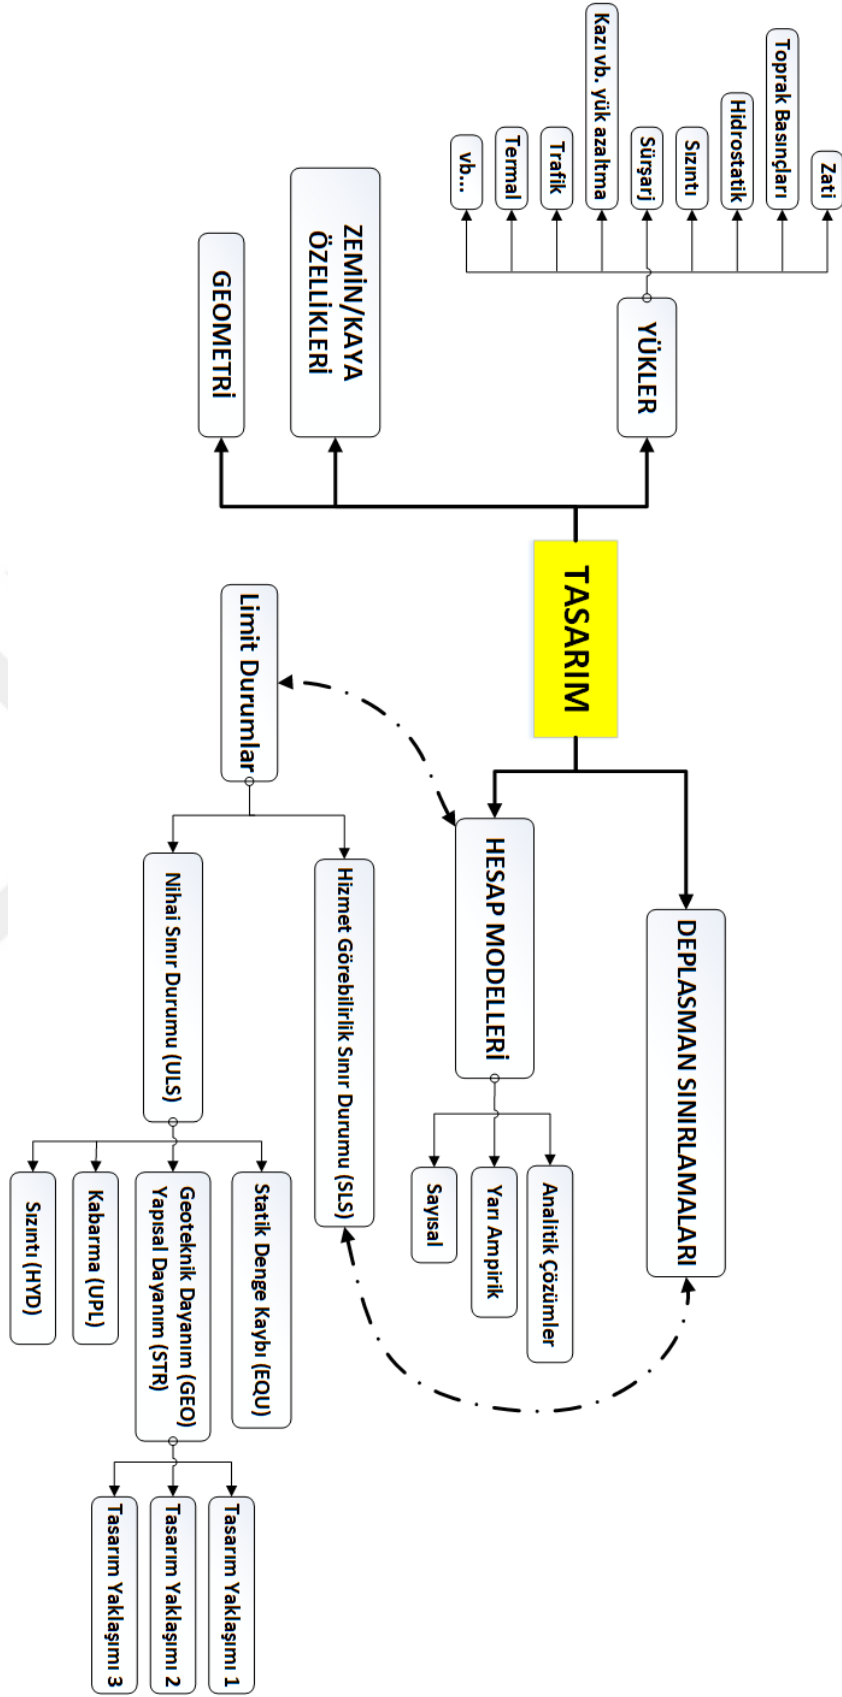 Zati
Toprak Basınçları
Hidrostatik
Sızıntı
Sürşarj
Kazı vb. yük azaltma
Trafik
Termal
vb...
YÜKLER
ZEMİN/KAYA
ÖZELLİKLERİ
GEOMETRİ
TASARIM
DEPLASMAN SINIRLAMALARI
HESAP MODELLERİ
Analitik Çözümler
Yarı Ampirik
Sayısal
Limit Durumlar
Hizmet Görebilirlik Sınır Durumu (SLS)
Nihai Sınır Durumu (ULS)
Statik Denge Kaybı (EQU)
Geoteknik Dayanım (GEO)
Yapısal Dayanım (STR)
Kabarma (UPL)
Sızıntı (HYD)
Tasarım Yaklaşımı 1
Tasarım Yaklaşımı 2
Tasarım Yaklaşımı 3